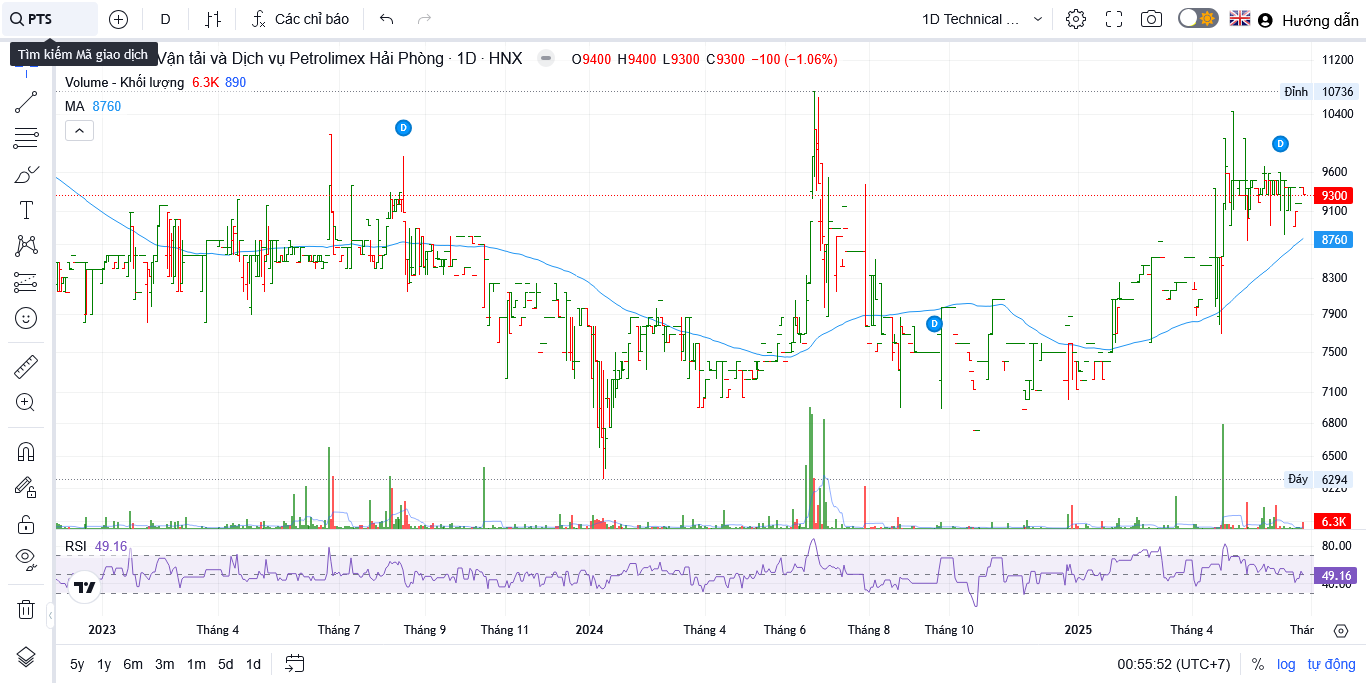 PTS
D
Các chỉ báo
1D Technical ...
Hướng dẫn
Tìm kiếm Mã giao dịch
Vận tải và Dịch vụ Petrolimex Hải Phòng · 1D · HNX O9400 H9400 L9300 C9300 −100 (−1.06%)
Volume - Khối lượng 6.3K 890
MA 8760
D
D
D
11200
Đỉnh 10736
10400
9600
9300
9100
8760
8300
7900
7500
7100
6800
6500
Đáy 6294
6220
6.3K
RSI 49.16
80.00
49.16
40.00
2023 Tháng 4 Tháng 7 Tháng 9 Tháng 11 2024 Tháng 4 Tháng 6 Tháng 8 Tháng 10 2025 Tháng 4 Thár
5y 1y 6m 3m 1m 5d 1d
00:55:52 (UTC+7) % log tự động